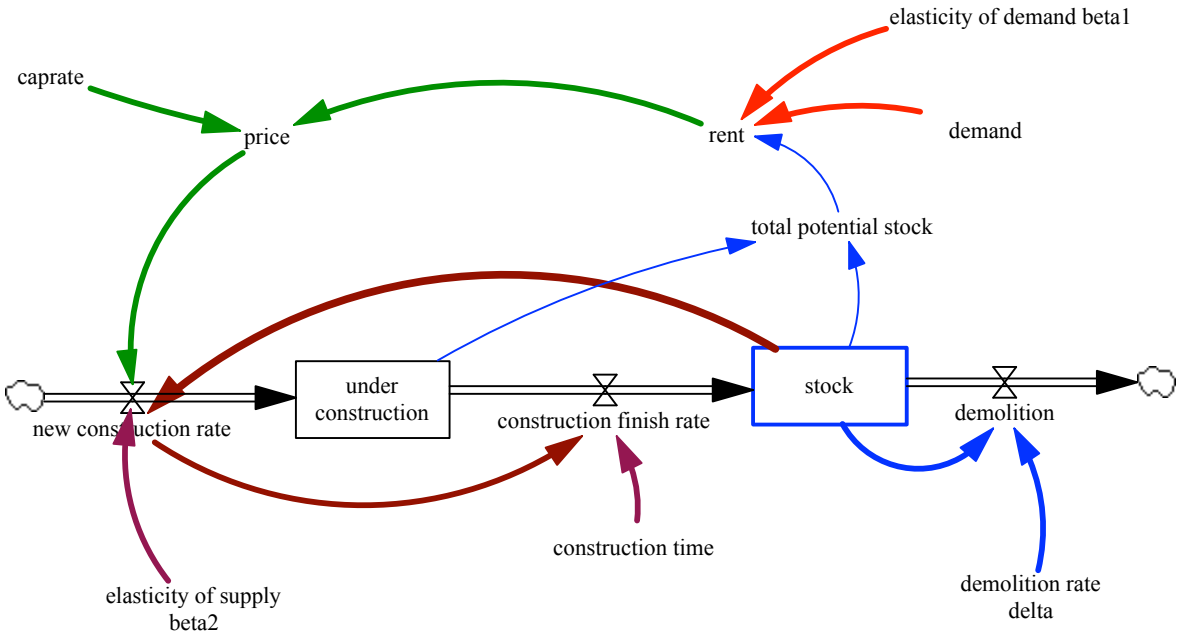 elasticity of demand beta1
caprate
price
rent
demand
total potential stock
under
construction
stock
new construction rate
construction finish rate
demolition
construction time
elasticity of supply
beta2
demolition rate
delta